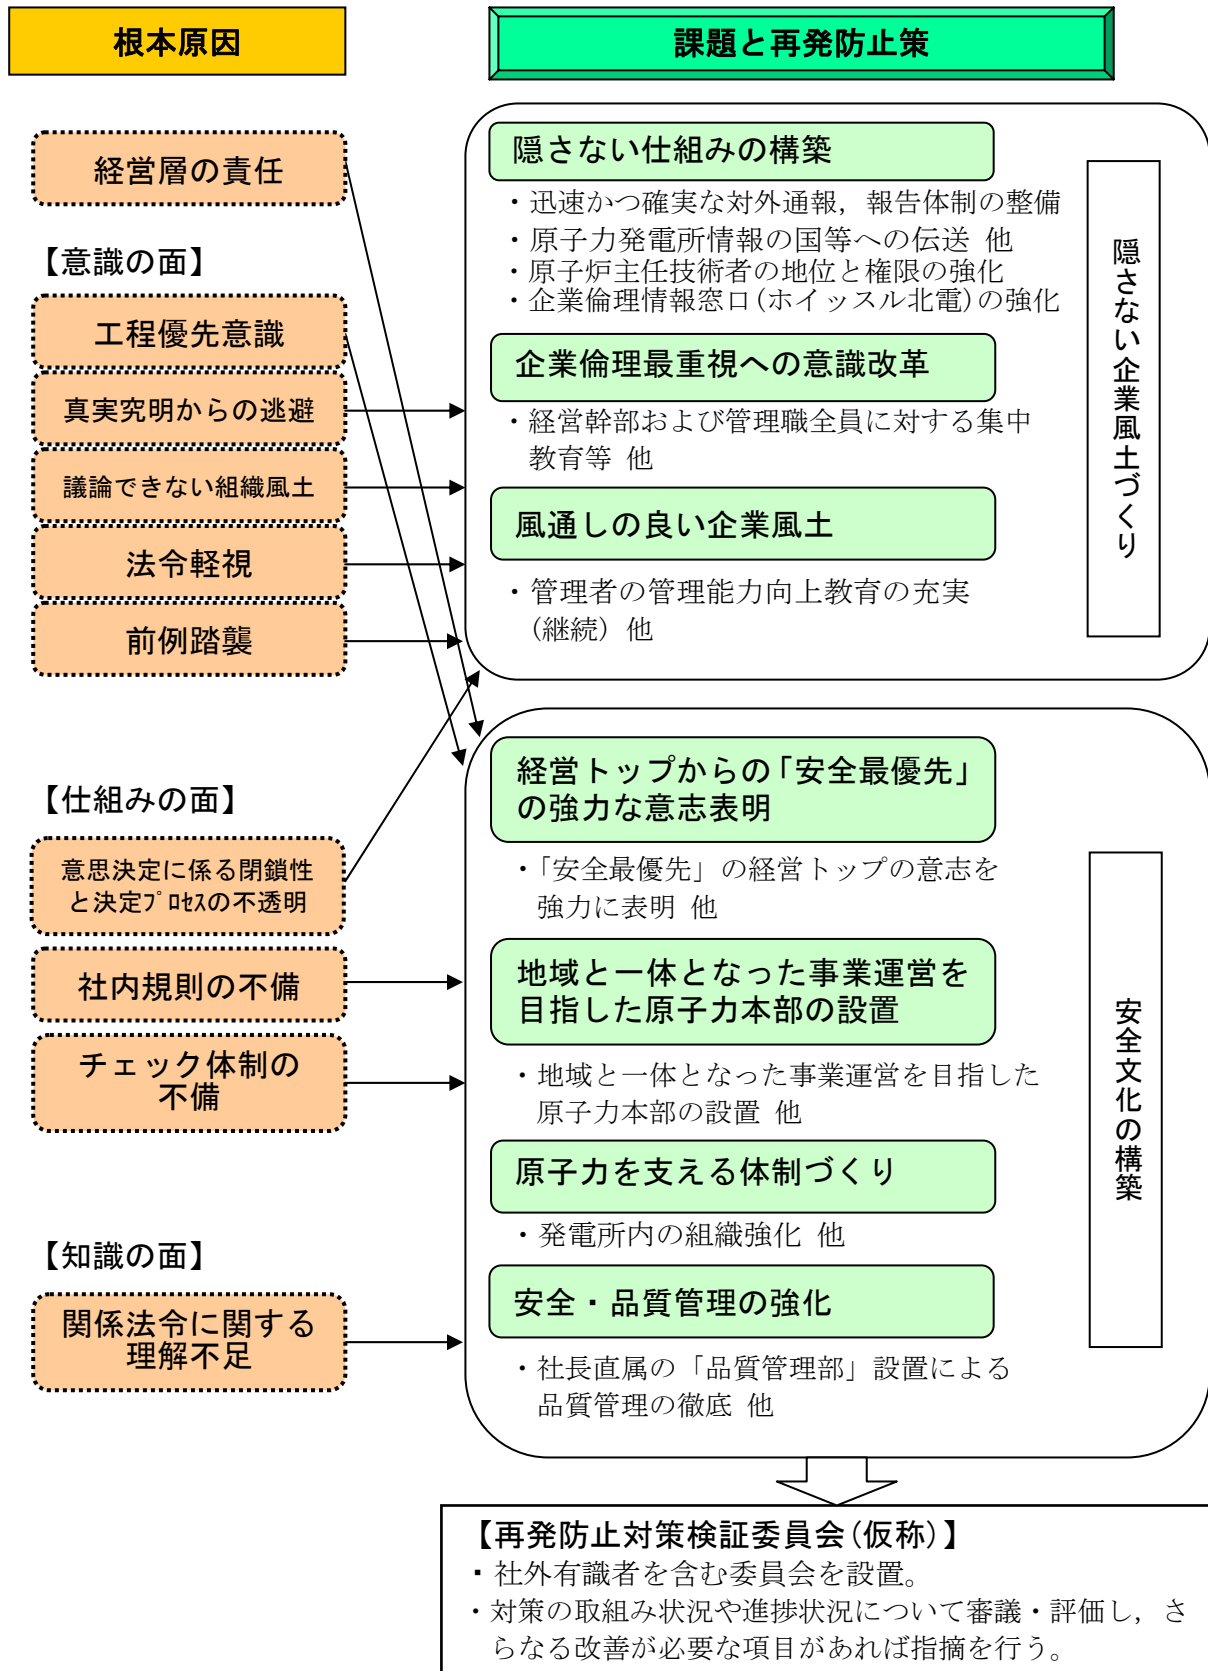 根本原因
課題と再発防止策
経営層の責任
【意識の面】
工程優先意識
真実究明からの逃避
議論できない組織風土
法令軽視
前例踏襲
【仕組みの面】
意思決定に係る閉鎖性
と決定ﾌﾟﾛｾｽの不透明
社内規則の不備
チェック体制の
不備
【知識の面】
関係法令に関する
理解不足
隠さない仕組みの構築
・迅速かつ確実な対外通報，報告体制の整備
・原子力発電所情報の国等への伝送 他
・原子炉主任技術者の地位と権限の強化
・企業倫理情報窓口(ホイッスル北電)の強化
企業倫理最重視への意識改革
・経営幹部および管理職全員に対する集中
教育等 他
風通しの良い企業風土
・管理者の管理能力向上教育の充実
(継続) 他
隠さない企業風土づくり
経営トップからの｢安全最優先｣
の強力な意志表明
・「安全最優先」の経営トップの意志を
強力に表明 他
地域と一体となった事業運営を
目指した原子力本部の設置
・地域と一体となった事業運営を目指した
原子力本部の設置 他
原子力を支える体制づくり
・発電所内の組織強化 他
安全・品質管理の強化
・社長直属の「品質管理部」設置による
品質管理の徹底 他
安全文化の構築
【再発防止対策検証委員会(仮称)】
・社外有識者を含む委員会を設置。
・対策の取組み状況や進捗状況について審議・評価し，さ
らなる改善が必要な項目があれば指摘を行う。